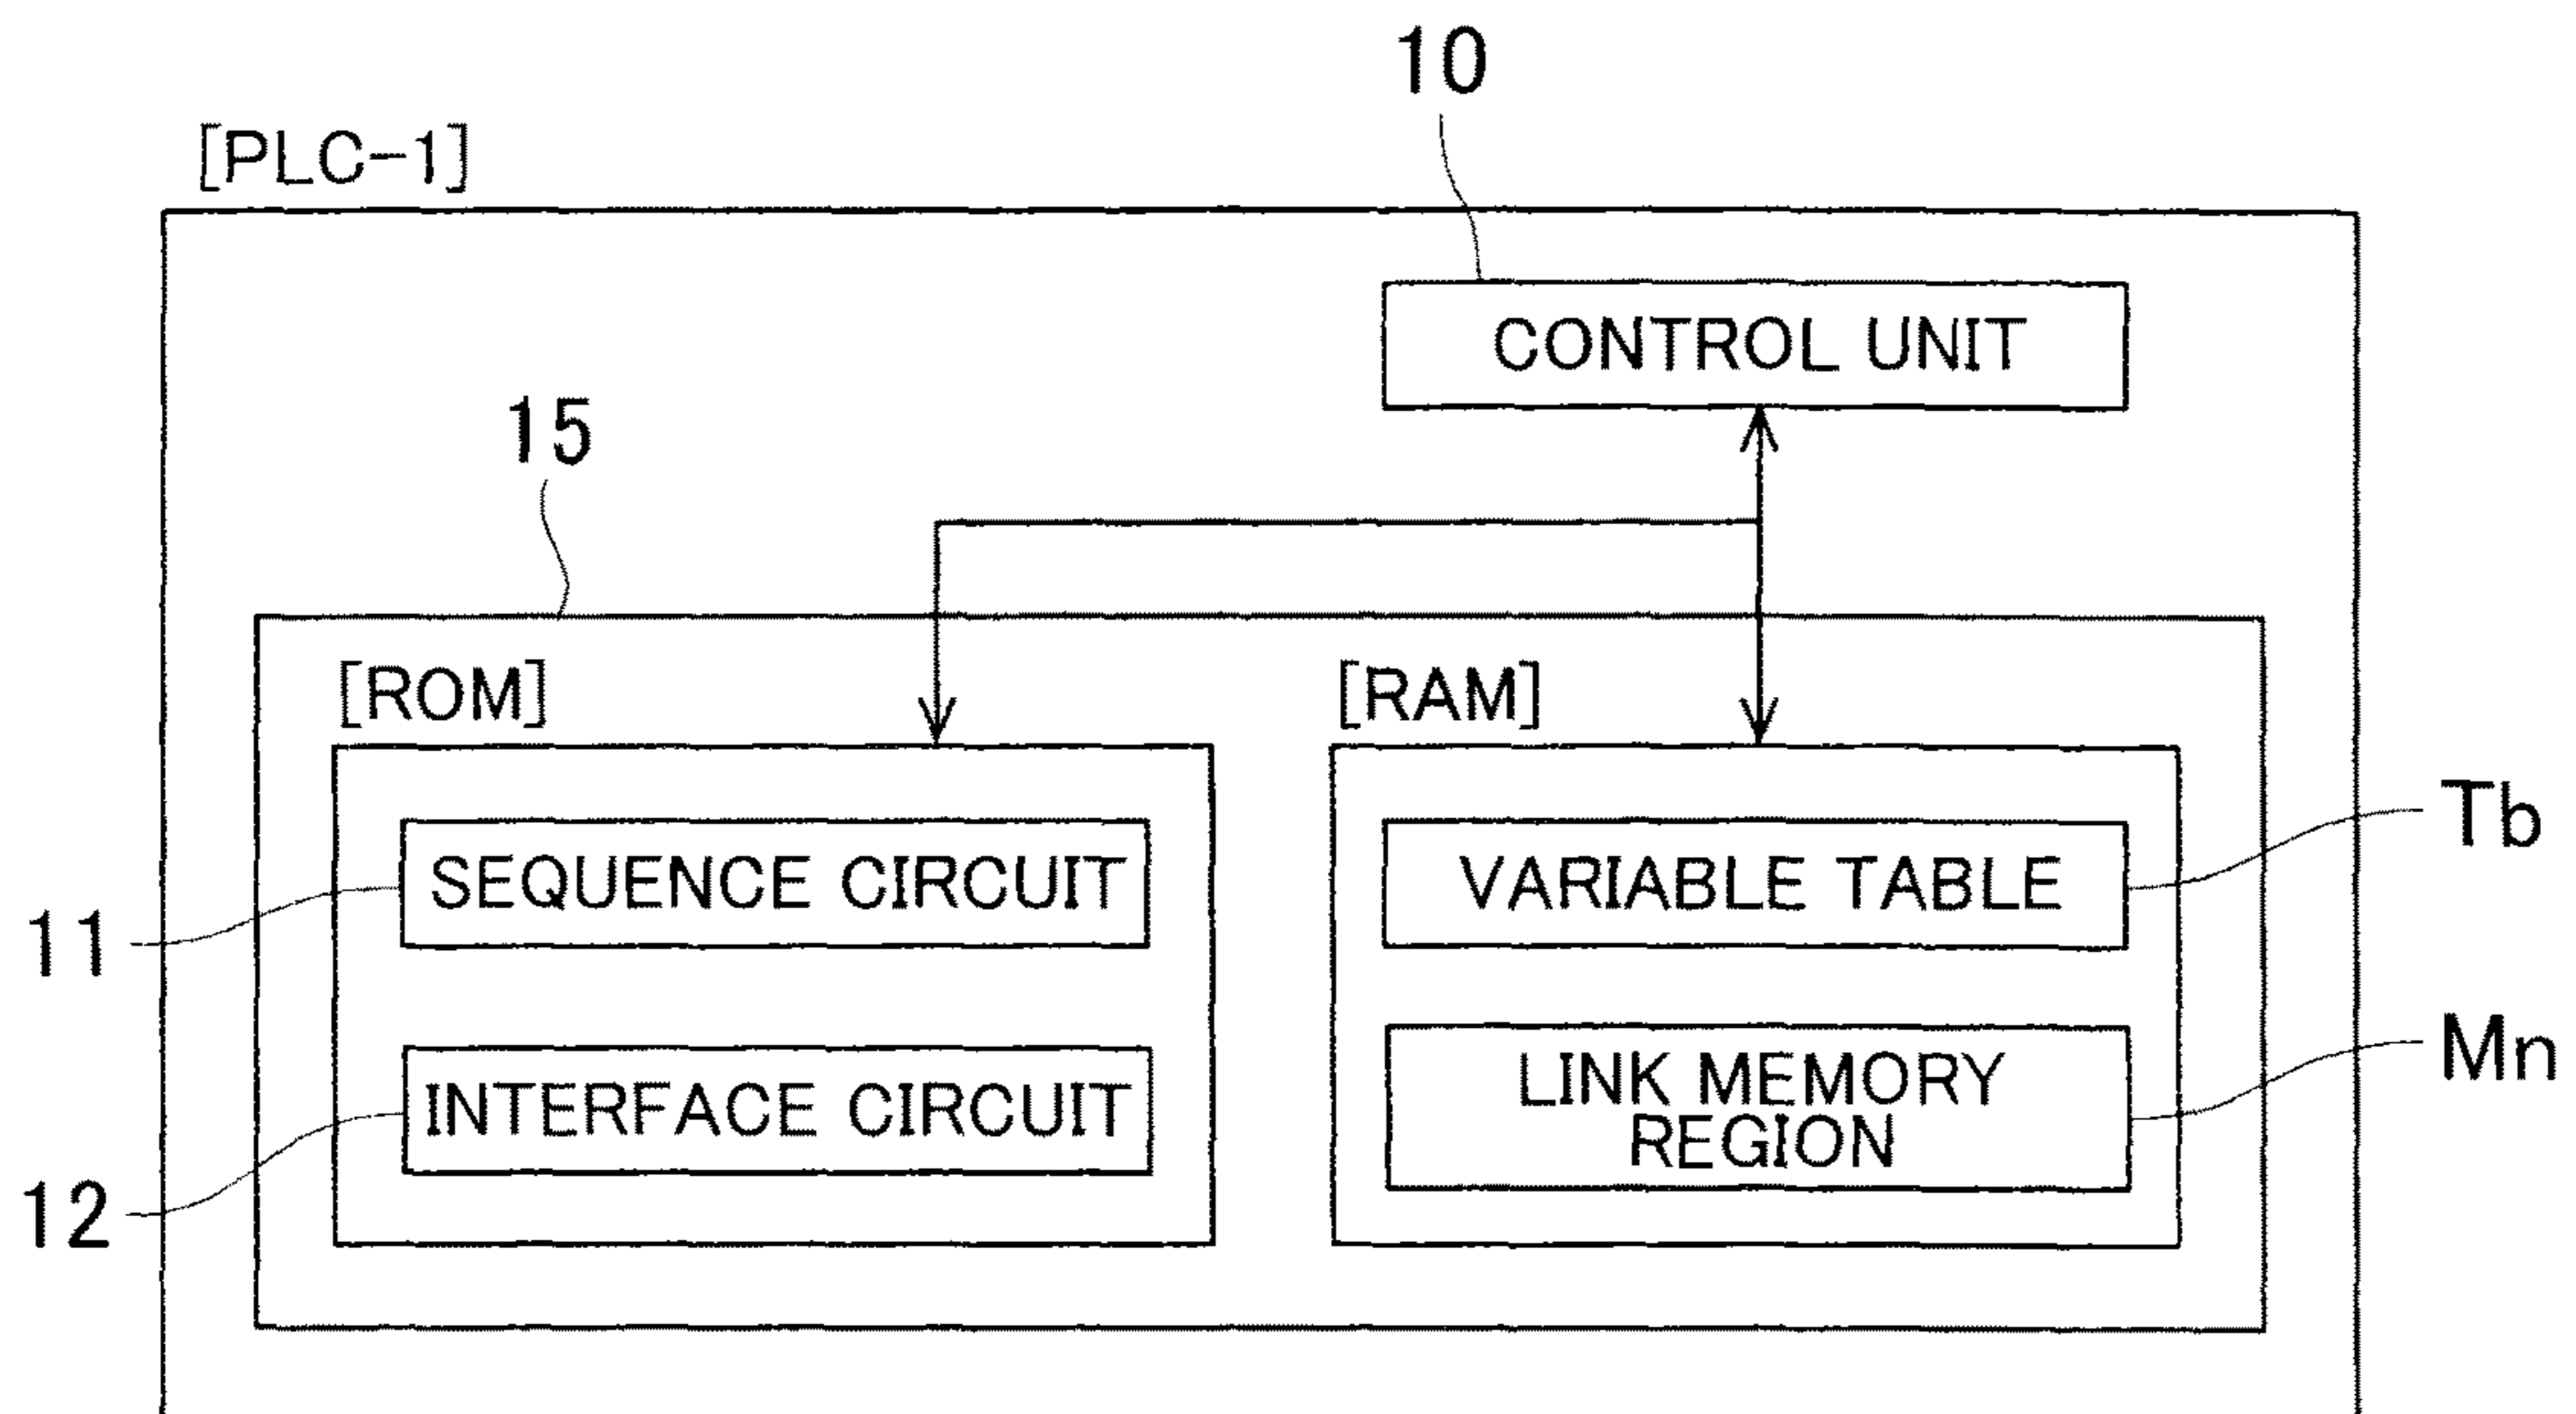 10
[PLC-1]
CONTROL UNIT
15
[ROM]
[RAM]
SEQUENCE CIRCUIT
VARIABLE TABLE
Tb
11
INTERFACE CIRCUIT
LINK MEMORY
REGION
Mn
12